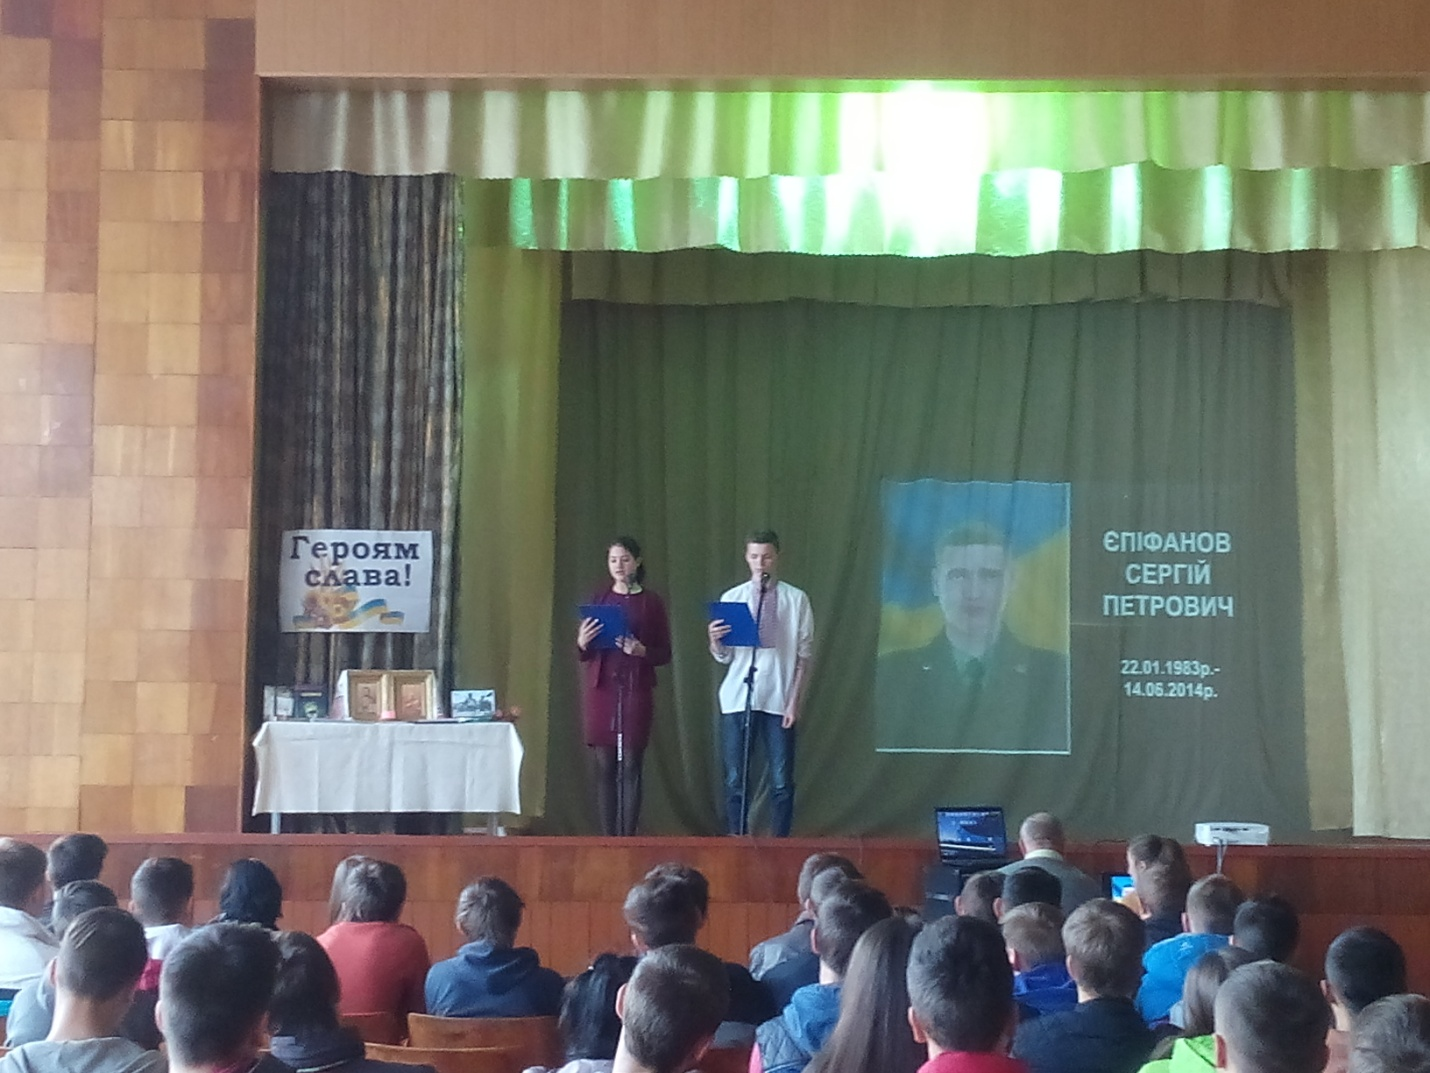 Героям
слава!
ЄПІФАНОВ
СЕРГІЙ
ПЕТРОВИЧ
22.01.1983р.-
14.06.2014р.